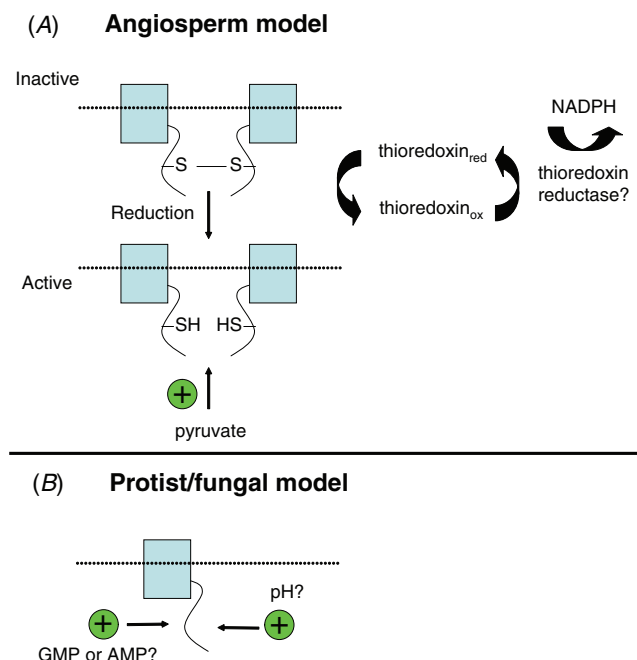 (A) Angiosperm model
Inactive
NADPH
S S
thioredoxin_red
thioredoxin
reductase?
Reduction
thioredoxin_ox
Active
SH HS
+
pyruvate
(B) Protist/fungal model
pH?
+ +
GMP or AMP?